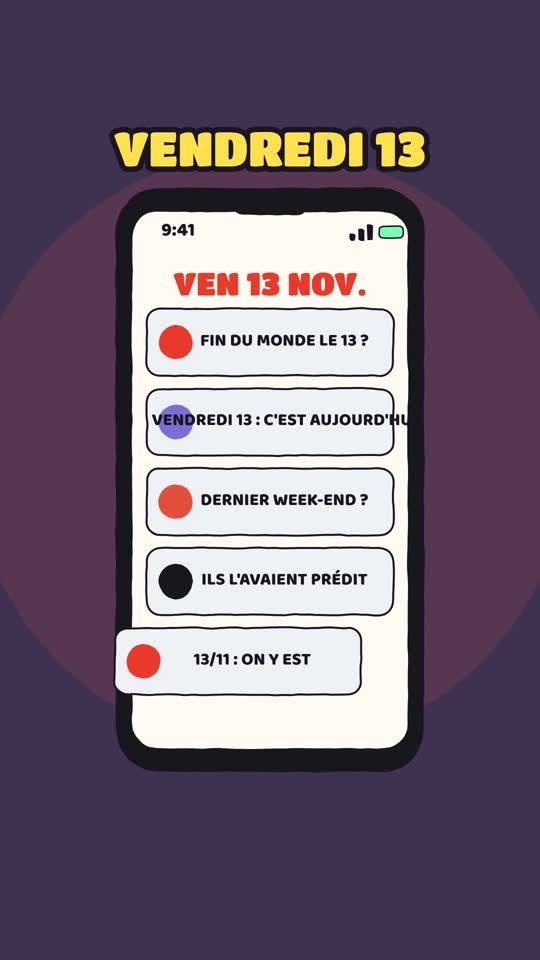 VENDREDI 13
9:41
VEN 13 NOV.
FIN DU MONDE LE 13 ?
VENDREDI 13 : C'EST AUJOURD'HU
DERNIER WEEK-END ?
ILS L'AVAIENT PRÉDIT
13/11 : ON Y EST